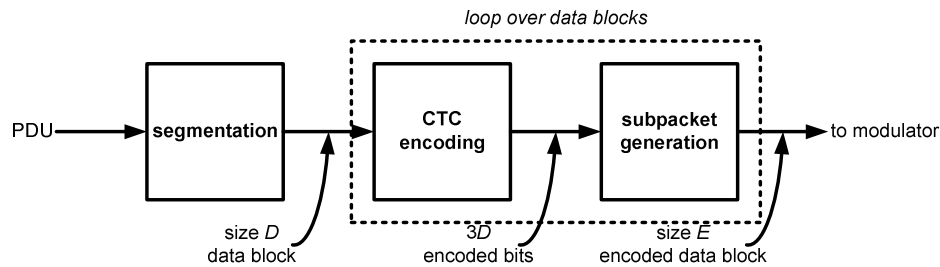 loop over data blocks
PDU
segmentation
CTC
encoding
subpacket
generation
to modulator
size D
data block
3D
encoded bits
size E
encoded data block